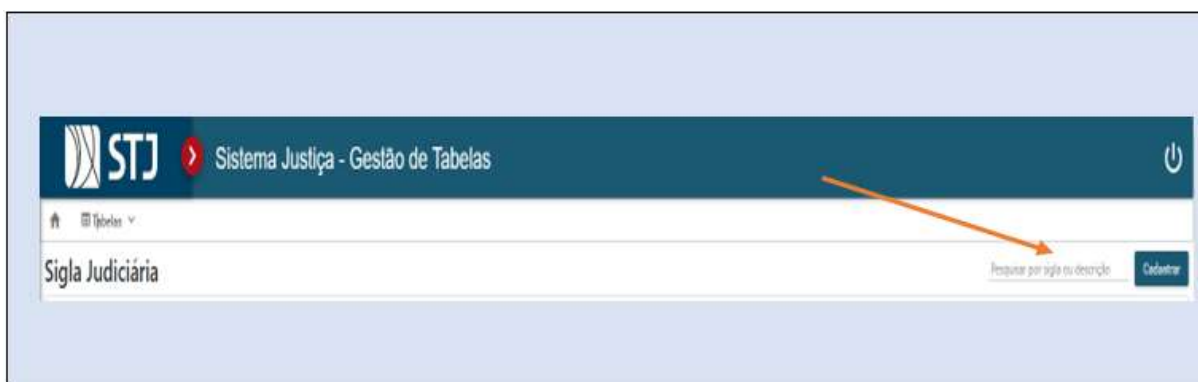 STJ
Sistema Justiça - Gestão de Tabelas
Tabelas
Sigla Judiciária
Pesquisar por sigla ou descrição
Cadastrar